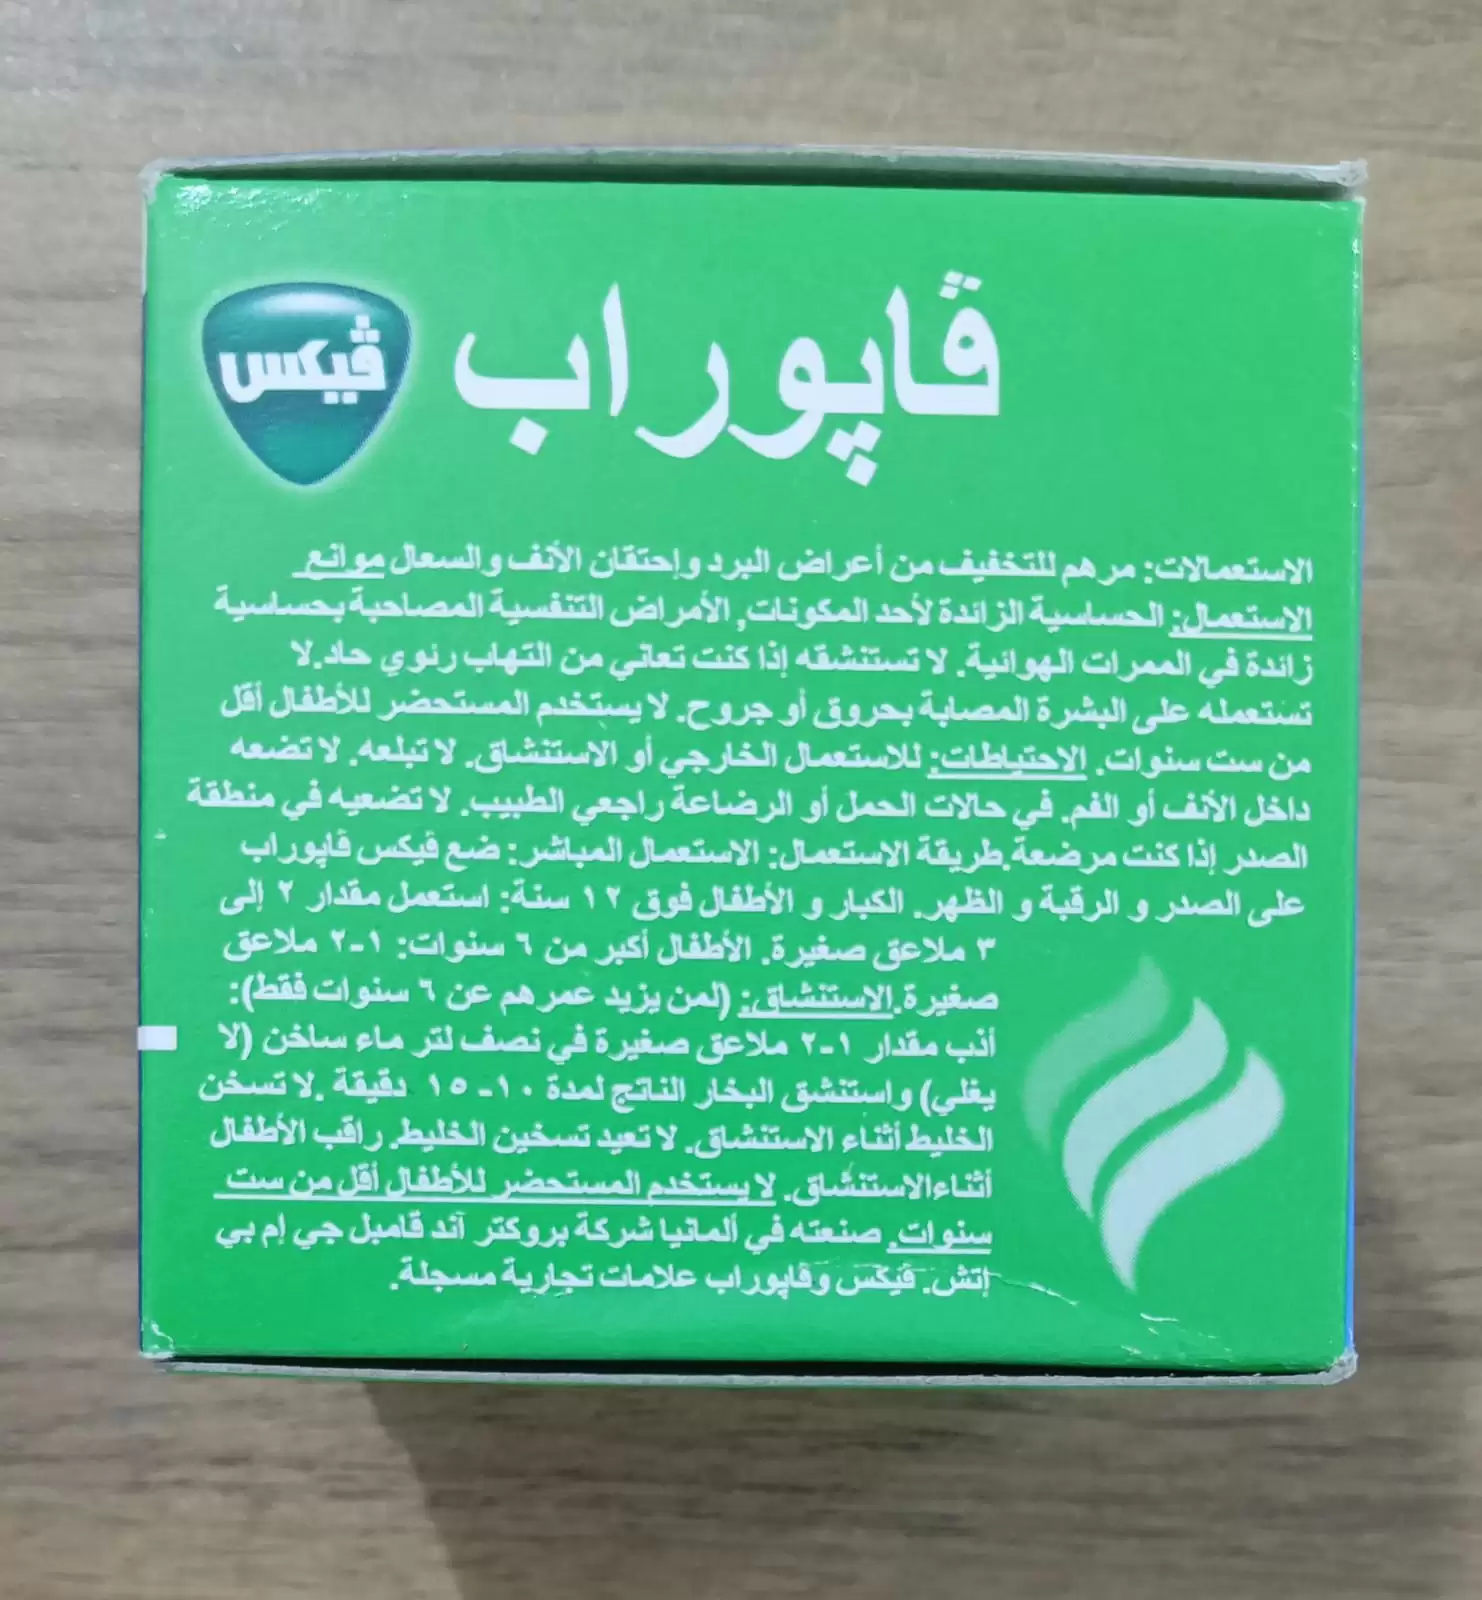 ڤاپوراب
ڤيكس
الاستعمالات: مرهم للتخفيف من أعراض البرد وإحتقان الأنف والسعال موانع
الاستعمال: الحساسية الزائدة لأحد المكونات, الأمراض التنفسية المصاحبة بحساسية
زائدة في الممرات الهوائية. لا تستنشقه إذا كنت تعاني من التهاب رئوي حاد.لا
تستعمله على البشرة المصابة بحروق أو جروح. لا يستخدم المستحضر للأطفال أقل
من ست سنوات. الاحتياطات: للاستعمال الخارجي أو الاستنشاق. لا تبلعه. لا تضعه
داخل الأنف أو الفم. في حالات الحمل أو الرضاعة راجعي الطبيب. لا تضعيه في منطقة
الصدر إذا كنت مرضعة.طريقة الاستعمال: الاستعمال المباشر: ضع ڤيكس ڤاپوراب
على الصدر و الرقبة و الظهر. الكبار و الأطفال فوق ١٢ سنة: استعمل مقدار ٢ إلى
٣ ملاعق صغيرة. الأطفال أكبر من ٦ سنوات: ١-٢ ملاعق
صغيرة.الاستنشاق: (لمن يزيد عمرهم عن ٦ سنوات فقط):
أذب مقدار ١-٢ ملاعق صغيرة في نصف لتر ماء ساخن (لا
يغلي) واستنشق البخار الناتج لمدة ١٠- ١٥ دقيقة .لا تسخن
الخليط أثناء الاستنشاق. لا تعيد تسخين الخليط. راقب الأطفال
أثناءالاستنشاق. لا يستخدم المستحضر للأطفال أقل من ست
سنوات. صنعته في ألمانيا شركة بروكتر آند قامبل جي إم بي
إتش. ڤيكس وڤاپوراب علامات تجارية مسجلة.